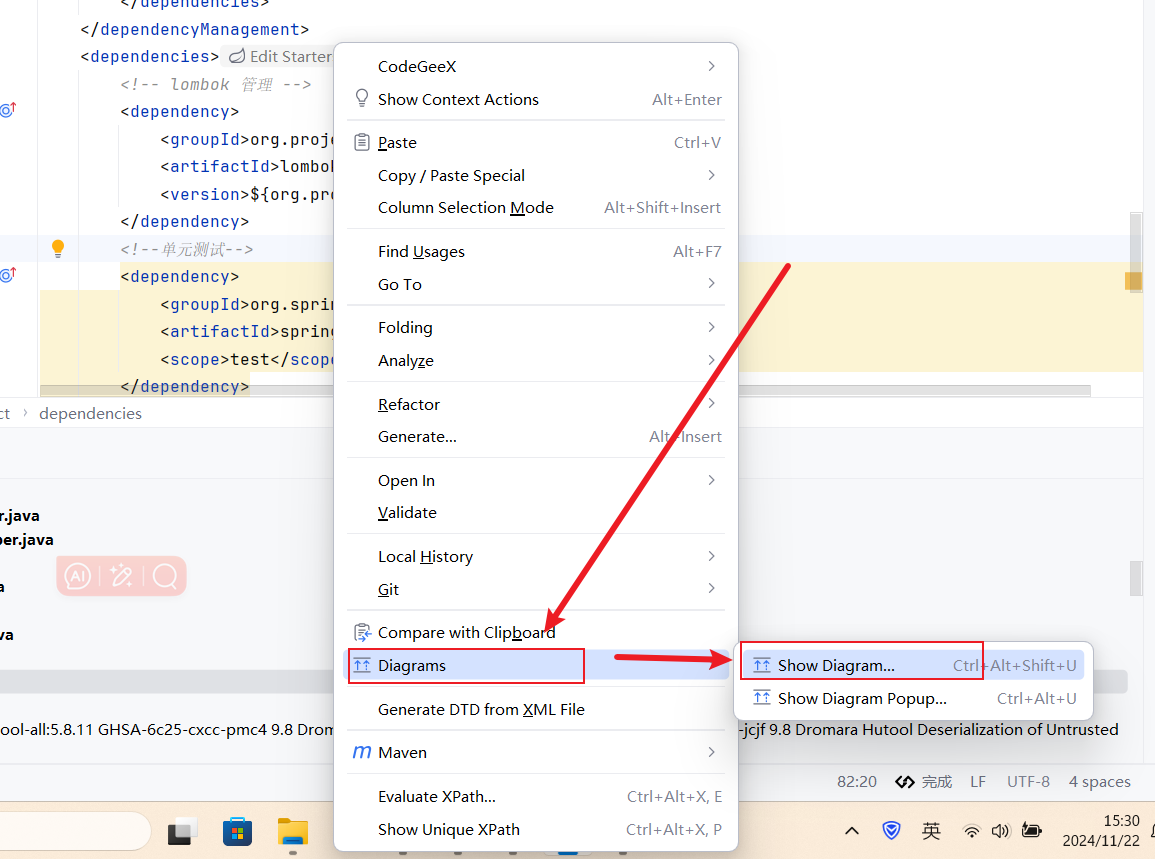 </dependencies>
</dependencyManagement>
<dependencies> Edit Starter
<!-- lombok 管理 -->
<dependency>
<groupId>org.proj
<artifactId>lombok
<version>${org.pro
</dependency>
<!--单元测试-->
<dependency>
<groupId>org.sprin
<artifactId>spring
<scope>test</scope
</dependency>
ct › dependencies
r.java
per.java
a
va
AI
ool-all:5.8.11 GHSA-6c25-cxcc-pmc4 9.8 Drom
-jcjf 9.8 Dromara Hutool Deserialization of Untrusted
CodeGeeX
Show Context Actions Alt+Enter
Paste Ctrl+V
Copy / Paste Special
Column Selection Mode Alt+Shift+Insert
Find Usages Alt+F7
Go To
Folding
Analyze
Refactor
Generate... Alt+Insert
Open In
Validate
Local History
Git
Compare with Clipboard
Diagrams
Show Diagram... Ctrl+Alt+Shift+U
Show Diagram Popup... Ctrl+Alt+U
Generate DTD from XML File
m Maven
Evaluate XPath... Ctrl+Alt+X, E
Show Unique XPath Ctrl+Alt+X, P
82:20 完成 LF UTF-8 4 spaces
英
15:30
2024/11/22